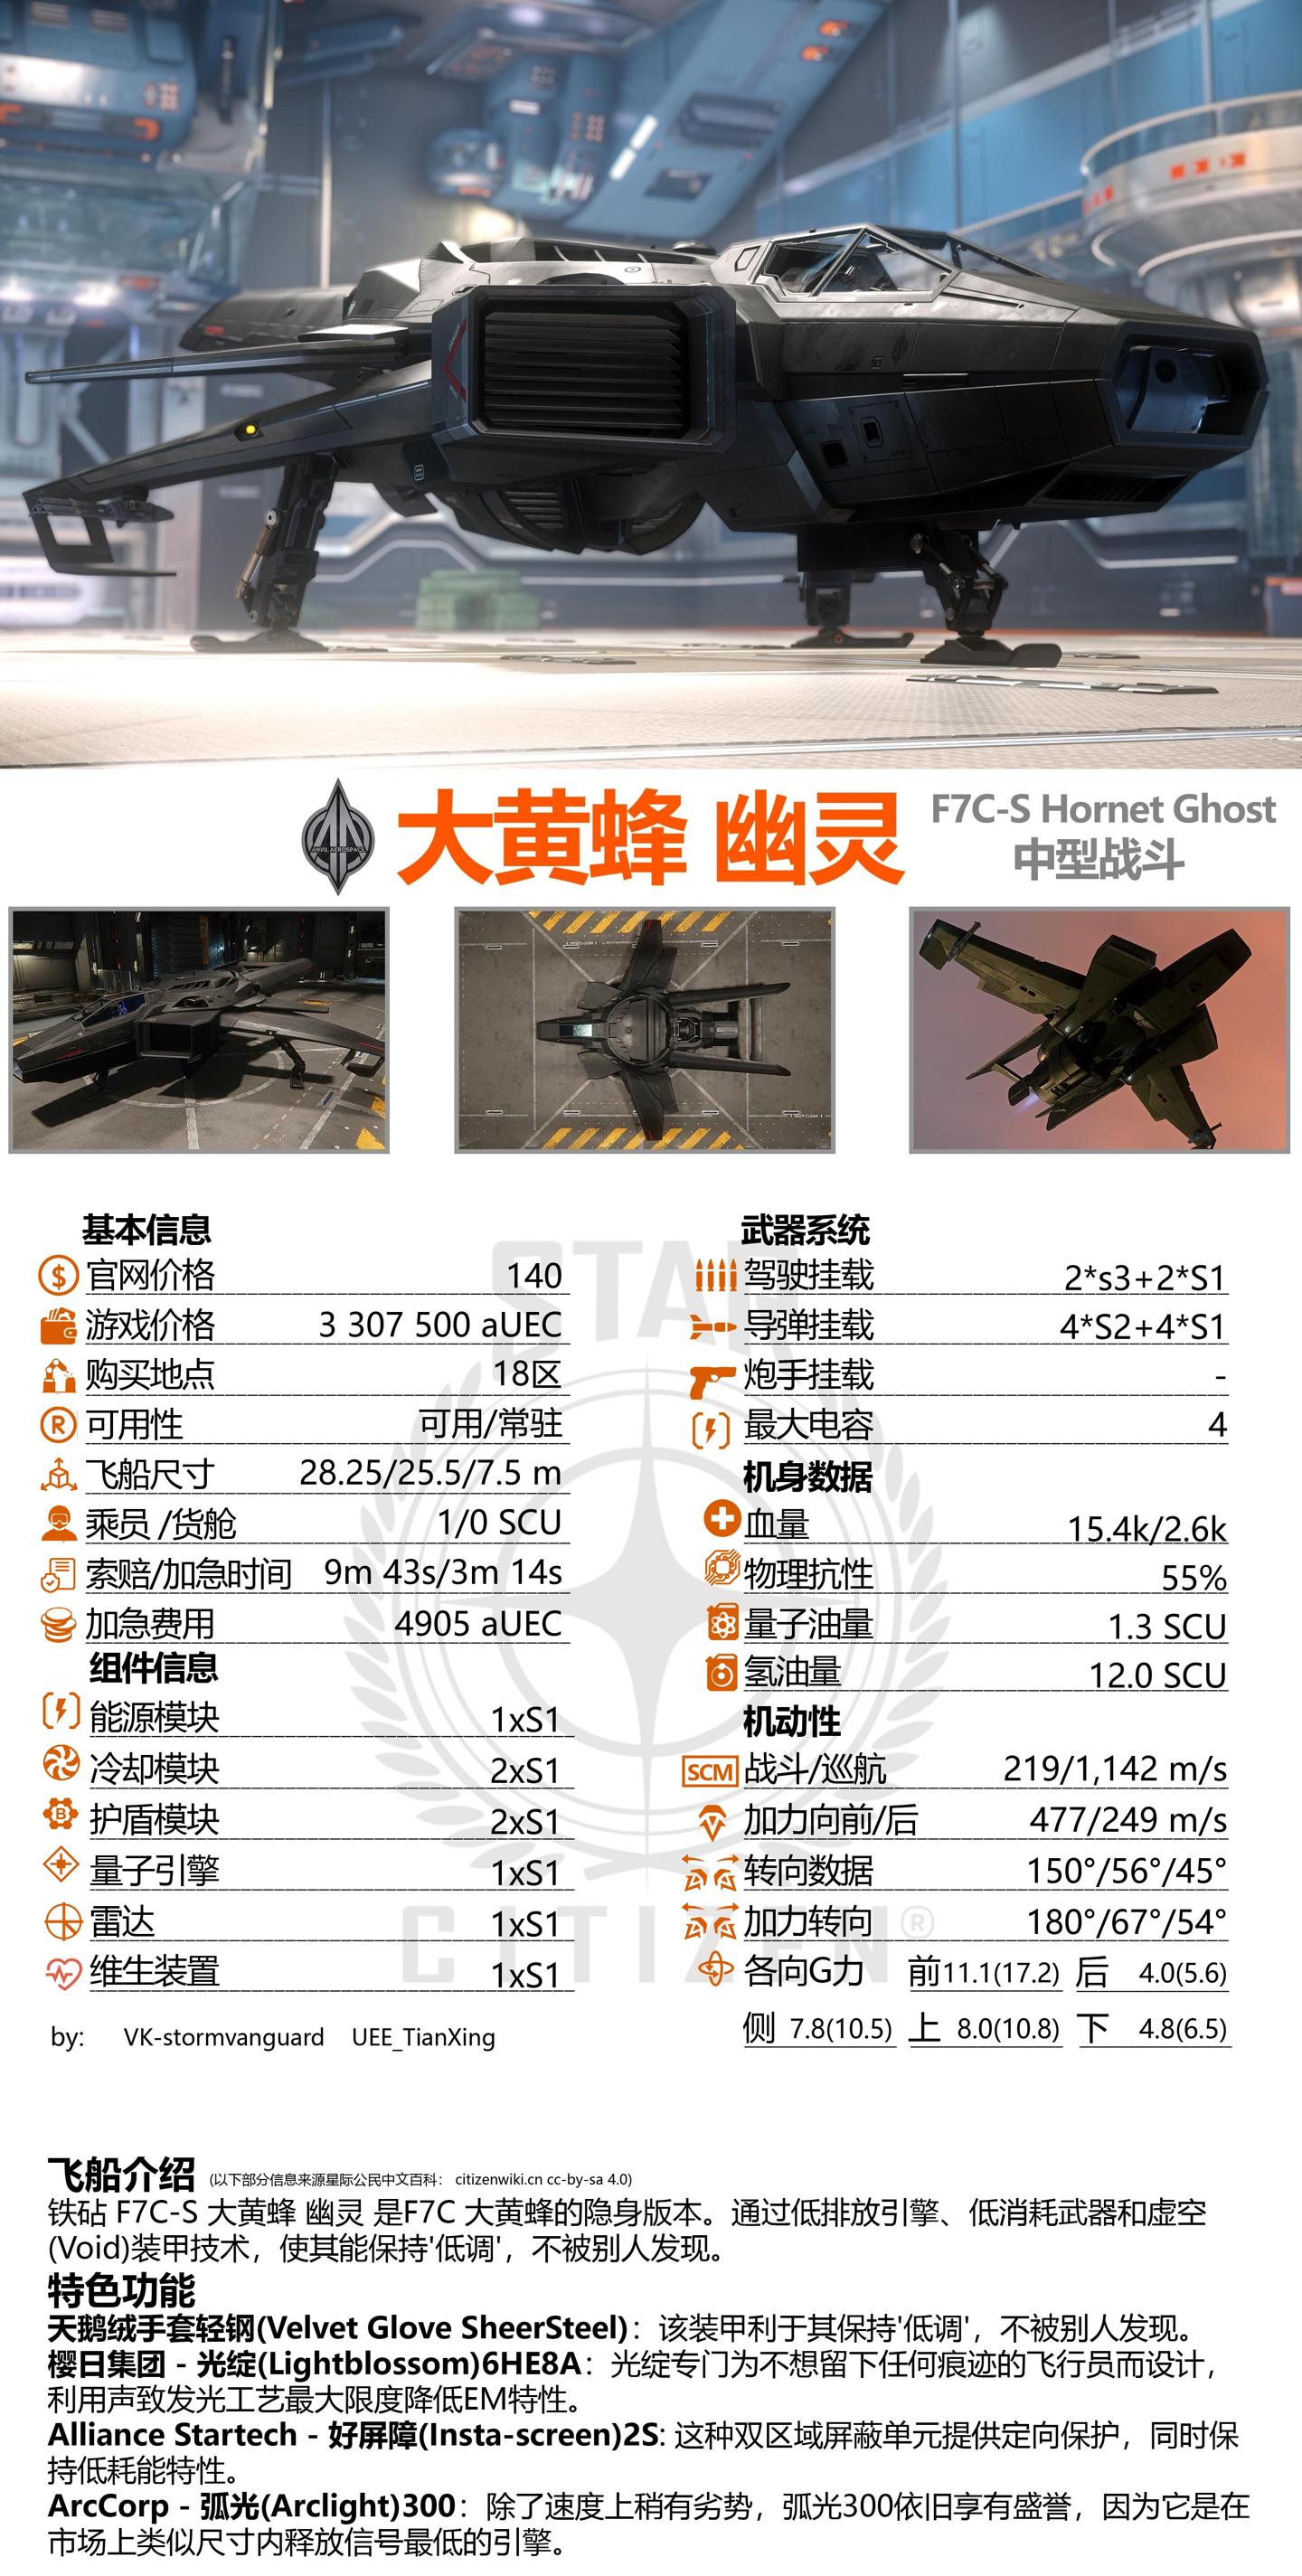 ANVIL AEROSPACE
大黄蜂 幽灵
F7C-S Hornet Ghost
中型战斗
STAR
CITIZEN®
基本信息
官网价格 140
游戏价格 3 307 500 aUEC
购买地点 18区
可用性 可用/常驻
飞船尺寸 28.25/25.5/7.5 m
乘员 /货舱 1/0 SCU
索赔/加急时间 9m 43s/3m 14s
加急费用 4905 aUEC
组件信息
能源模块 1xS1
冷却模块 2xS1
护盾模块 2xS1
量子引擎 1xS1
雷达 1xS1
维生装置 1xS1
by: VK-stormvanguard UEE_TianXing
武器系统
驾驶挂载 2*s3+2*S1
导弹挂载 4*S2+4*S1
炮手挂载 -
最大电容 4
机身数据
血量 15.4k/2.6k
物理抗性 55%
量子油量 1.3 SCU
氢油量 12.0 SCU
机动性
SCM 战斗/巡航 219/1,142 m/s
加力向前/后 477/249 m/s
转向数据 150°/56°/45°
加力转向 180°/67°/54°
各向G力 前11.1(17.2) 后 4.0(5.6)
侧 7.8(10.5) 上 8.0(10.8) 下 4.8(6.5)
飞船介绍 (以下部分信息来源星际公民中文百科： citizenwiki.cn cc-by-sa 4.0)
铁砧 F7C-S 大黄蜂 幽灵 是F7C 大黄蜂的隐身版本。通过低排放引擎、低消耗武器和虚空
(Void)装甲技术，使其能保持'低调'，不被别人发现。
特色功能
天鹅绒手套轻钢(Velvet Glove SheerSteel)：该装甲利于其保持'低调'，不被别人发现。
樱日集团 - 光绽(Lightblossom)6HE8A：光绽专门为不想留下任何痕迹的飞行员而设计，
利用声致发光工艺最大限度降低EM特性。
Alliance Startech - 好屏障(Insta-screen)2S: 这种双区域屏蔽单元提供定向保护，同时保
持低耗能特性。
ArcCorp - 弧光(Arclight)300：除了速度上稍有劣势，弧光300依旧享有盛誉，因为它是在
市场上类似尺寸内释放信号最低的引擎。